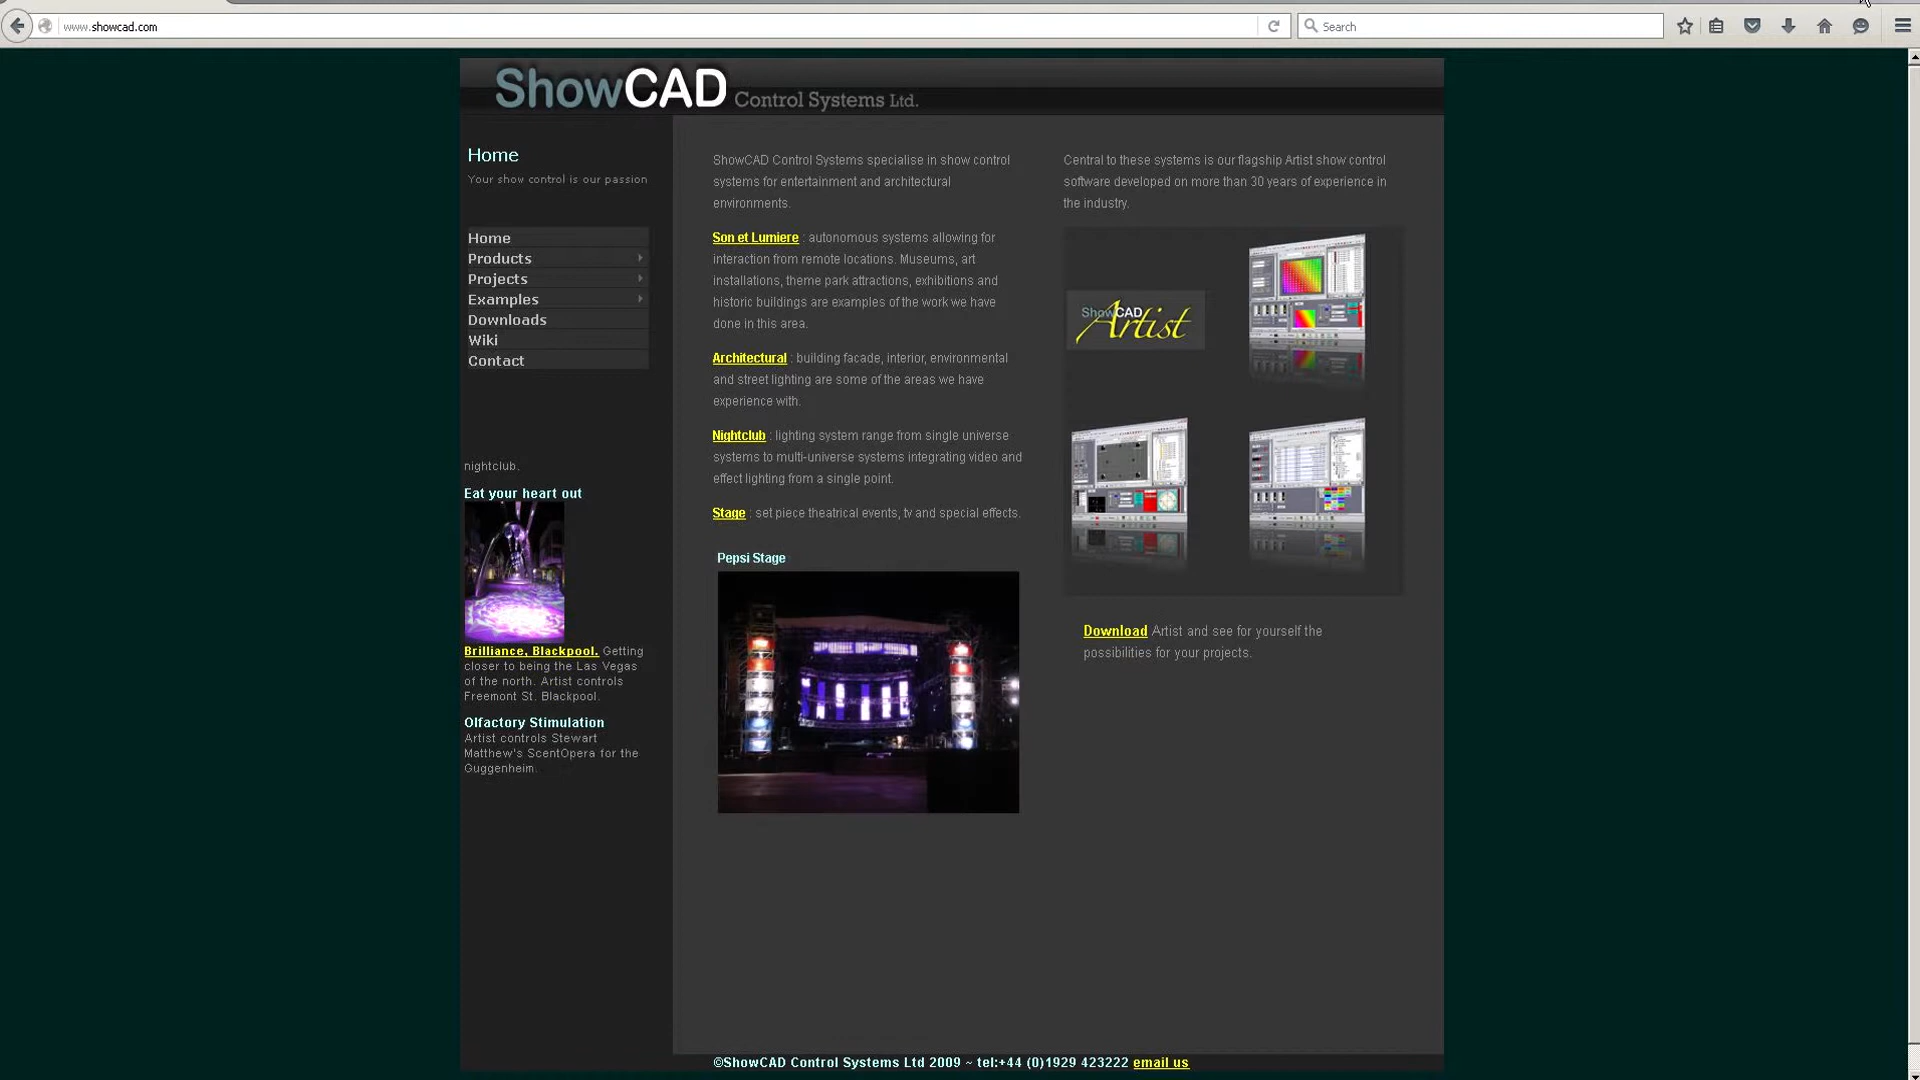 www.showcad.com
Search
ShowCAD Control Systems Ltd.
Home
Your show control is our passion
Home
Products
Projects
Examples
Downloads
Wiki
Contact
nightclub.
Eat your heart out
Brilliance, Blackpool. Getting
closer to being the Las Vegas
of the north. Artist controls
Freemont St. Blackpool.
Olfactory Stimulation
Artist controls Stewart
Matthew's ScentOpera for the
Guggenheim.
ShowCAD Control Systems specialise in show control
systems for entertainment and architectural
environments.
Son et Lumiere : autonomous systems allowing for
interaction from remote locations. Museums, art
installations, theme park attractions, exhibitions and
historic buildings are examples of the work we have
done in this area.
Architectural : building facade, interior, environmental
and street lighting are some of the areas we have
experience with.
Nightclub : lighting system range from single universe
systems to multi-universe systems integrating video and
effect lighting from a single point.
Stage : set piece theatrical events, tv and special effects.
Pepsi Stage
Central to these systems is our flagship Artist show control
software developed on more than 30 years of experience in
the industry.
ShowCAD
Artist
Download Artist and see for yourself the
possibilities for your projects.
©ShowCAD Control Systems Ltd 2009 ~ tel:+44 (0)1929 423222 email us